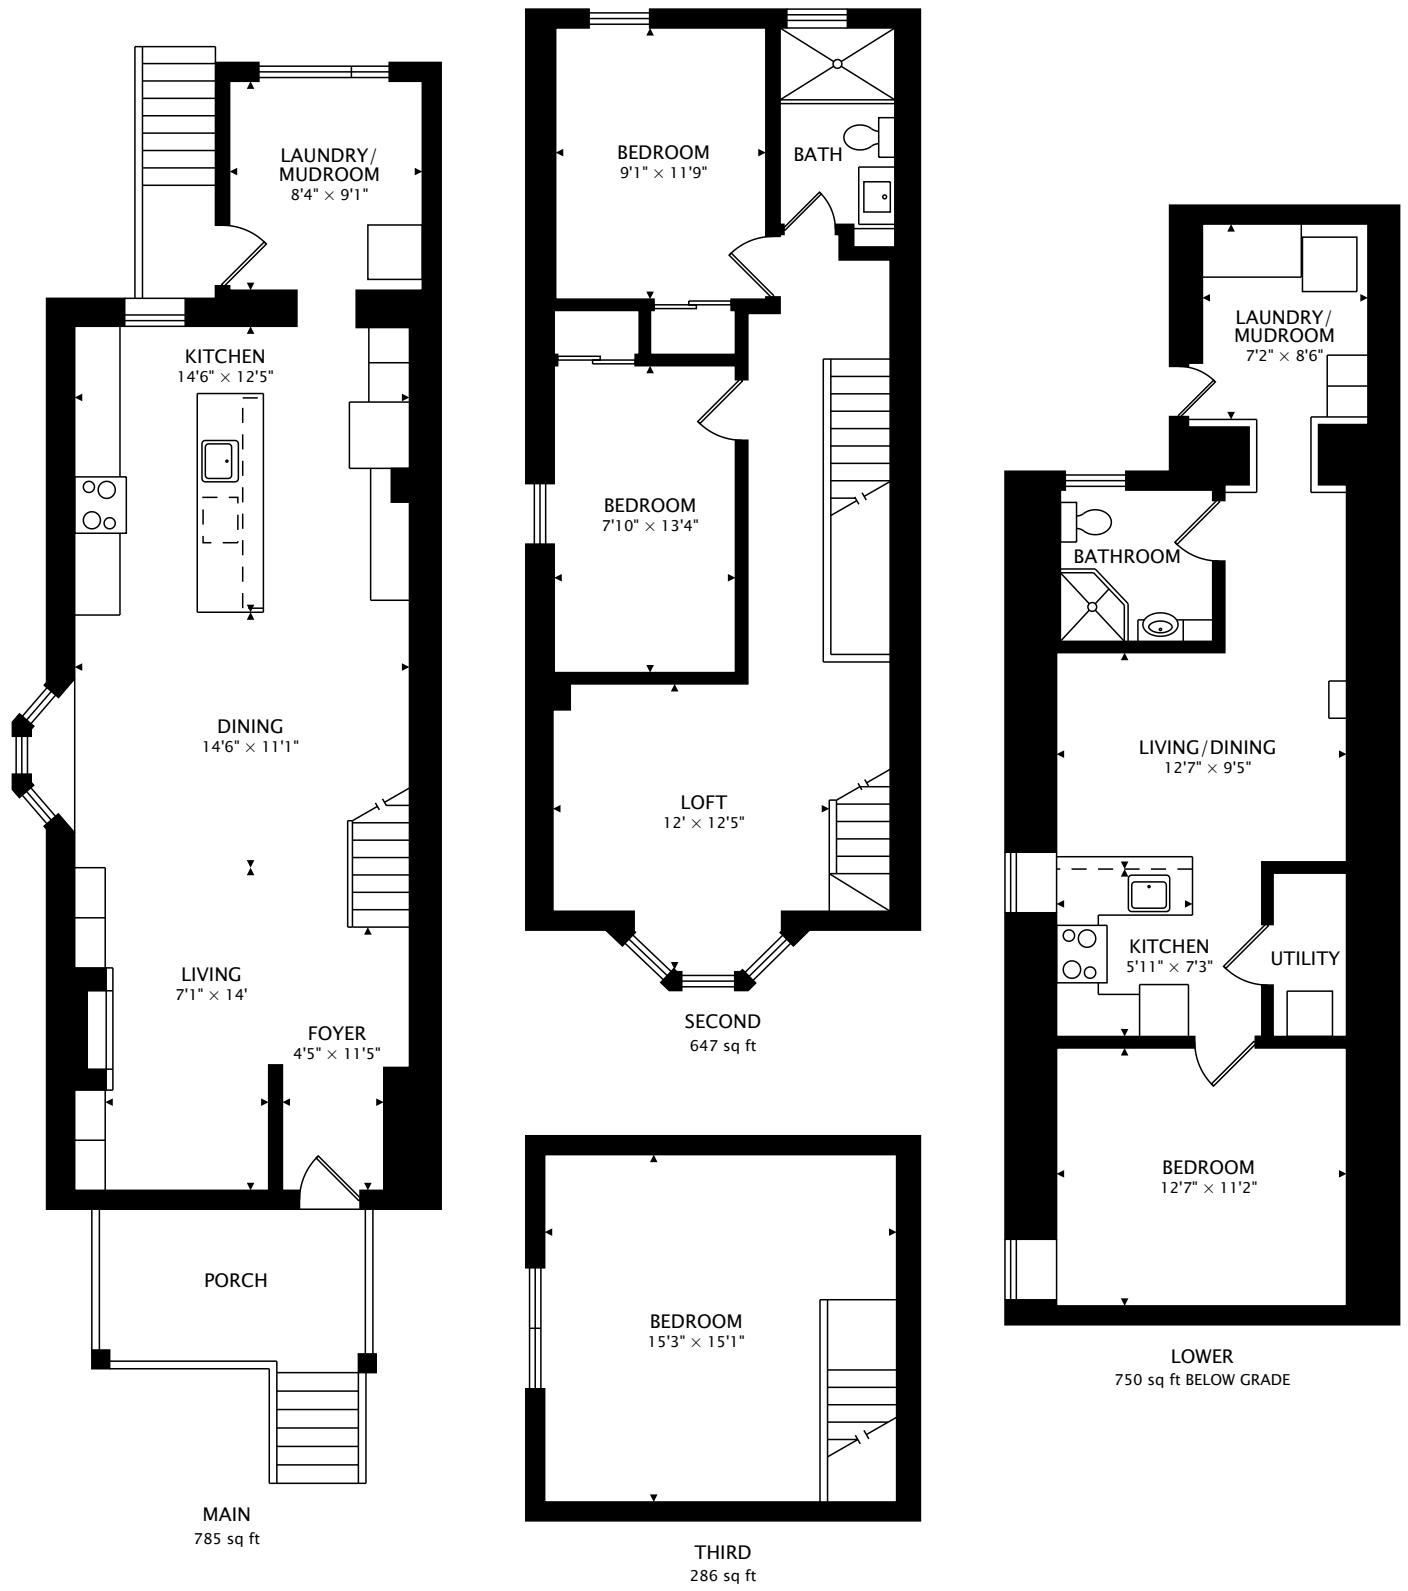 LAUNDRY/
MUDROOM
8'4" × 9'1"
KITCHEN
14'6" × 12'5"
DINING
14'6" × 11'1"
LIVING
7'1" × 14'
FOYER
4'5" × 11'5"
PORCH
MAIN
785 sq ft
BEDROOM
9'1" × 11'9"
BATH
BEDROOM
7'10" × 13'4"
LOFT
12' × 12'5"
SECOND
647 sq ft
BEDROOM
15'3" × 15'1"
THIRD
286 sq ft
LAUNDRY/
MUDROOM
7'2" × 8'6"
BATHROOM
LIVING/DINING
12'7" × 9'5"
KITCHEN
5'11" × 7'3"
UTILITY
BEDROOM
12'7" × 11'2"
LOWER
750 sq ft BELOW GRADE